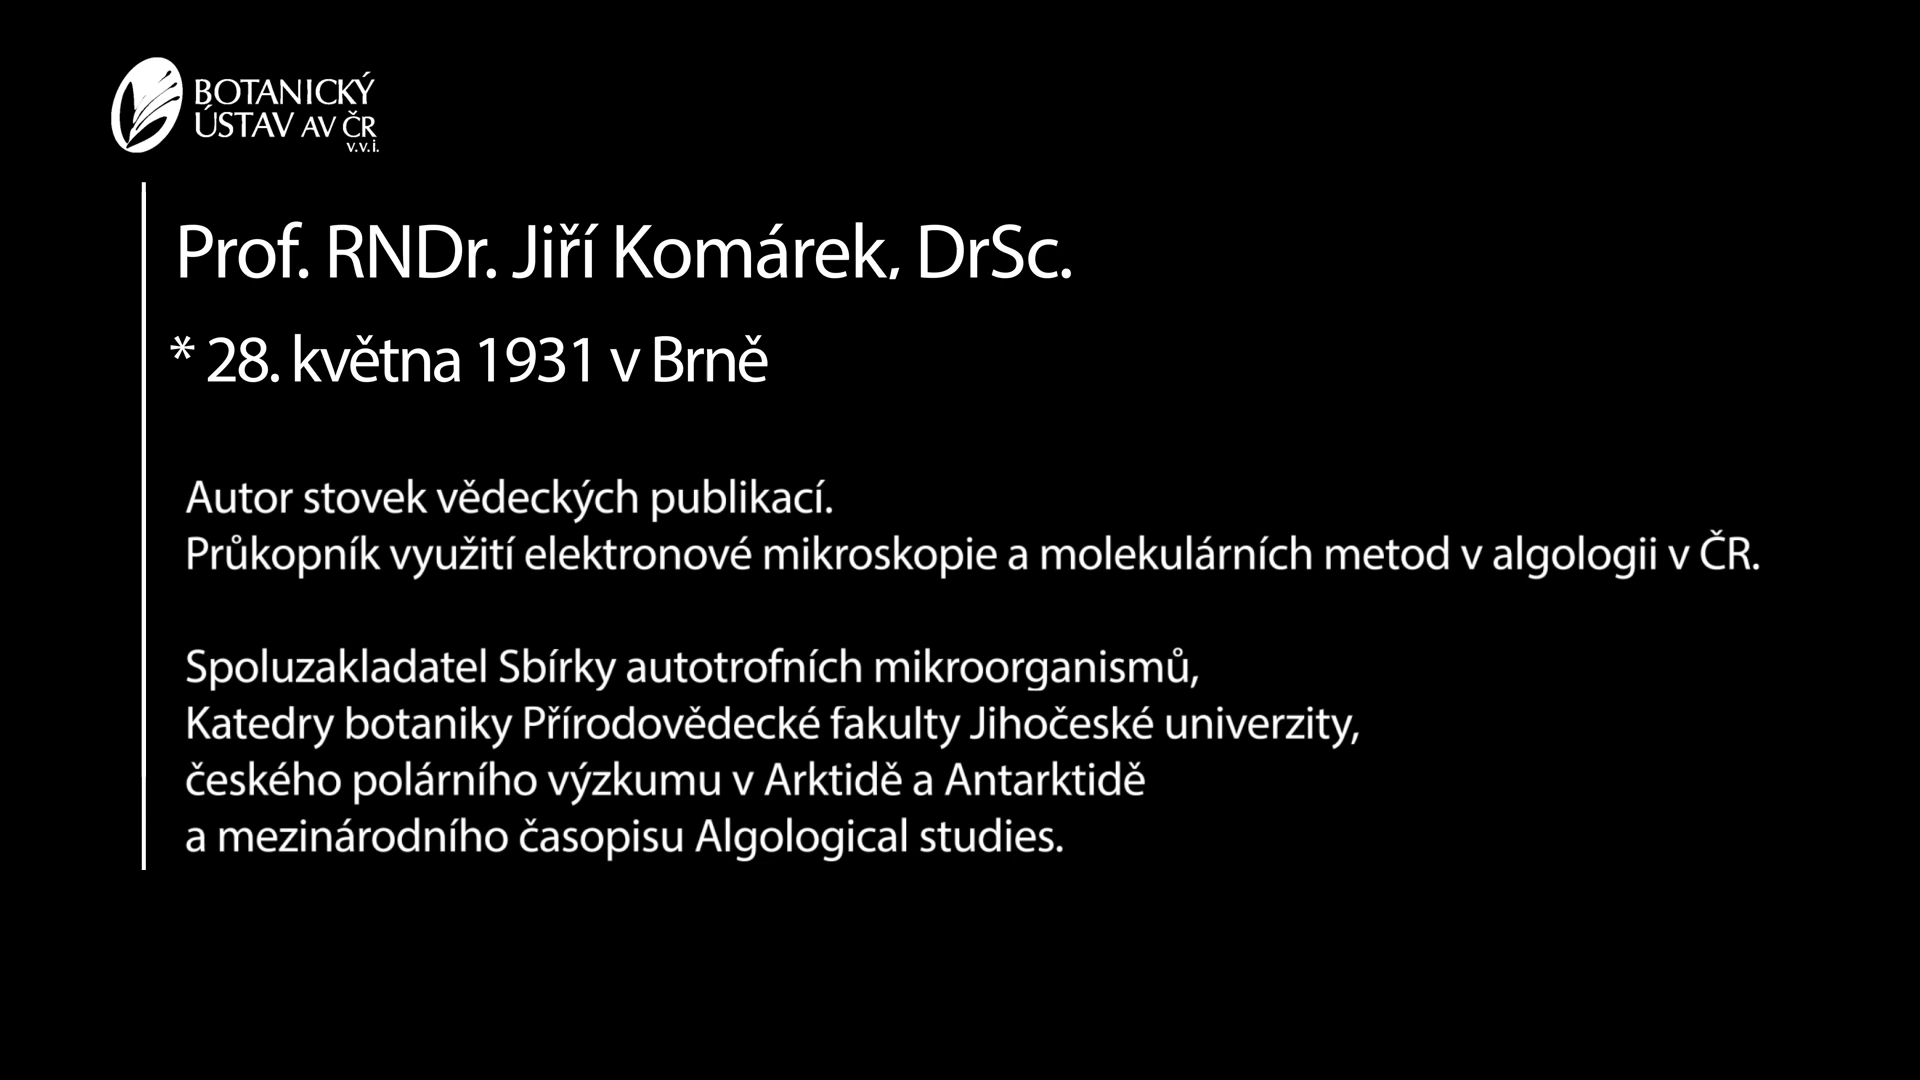 BOTANICKÝ
ÚSTAV AV ČR
v.v.i.
Prof. RNDr. Jiří Komárek, DrSc.
* 28. května 1931 v Brně
Autor stovek vědeckých publikací.
Průkopník využití elektronové mikroskopie a molekulárních metod v algologii v ČR.
Spoluzakladatel Sbírky autotrofních mikroorganismů,
Katedry botaniky Přírodovědecké fakulty Jihočeské univerzity,
českého polárního výzkumu v Arktidě a Antarktidě
a mezinárodního časopisu Algological studies.